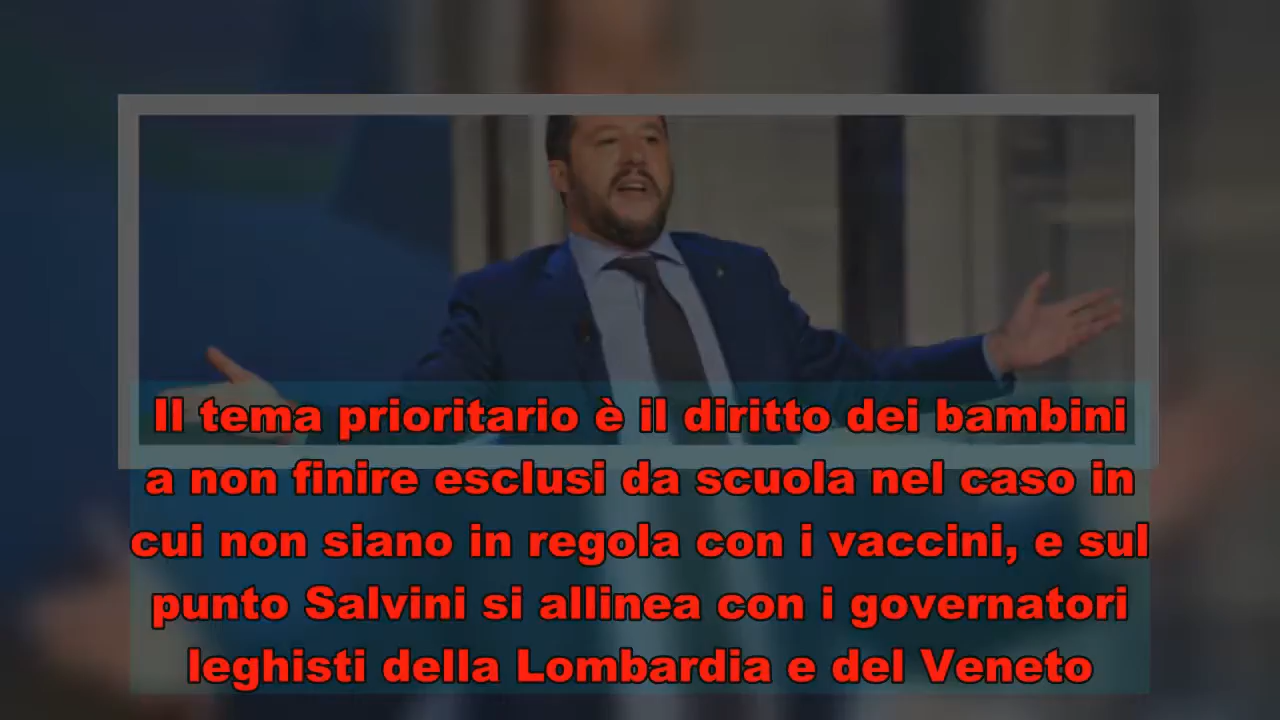 Il tema prioritario è il diritto dei bambini
a non finire esclusi da scuola nel caso in
cui non siano in regola con i vaccini, e sul
punto Salvini si allinea con i governatori
leghisti della Lombardia e del Veneto